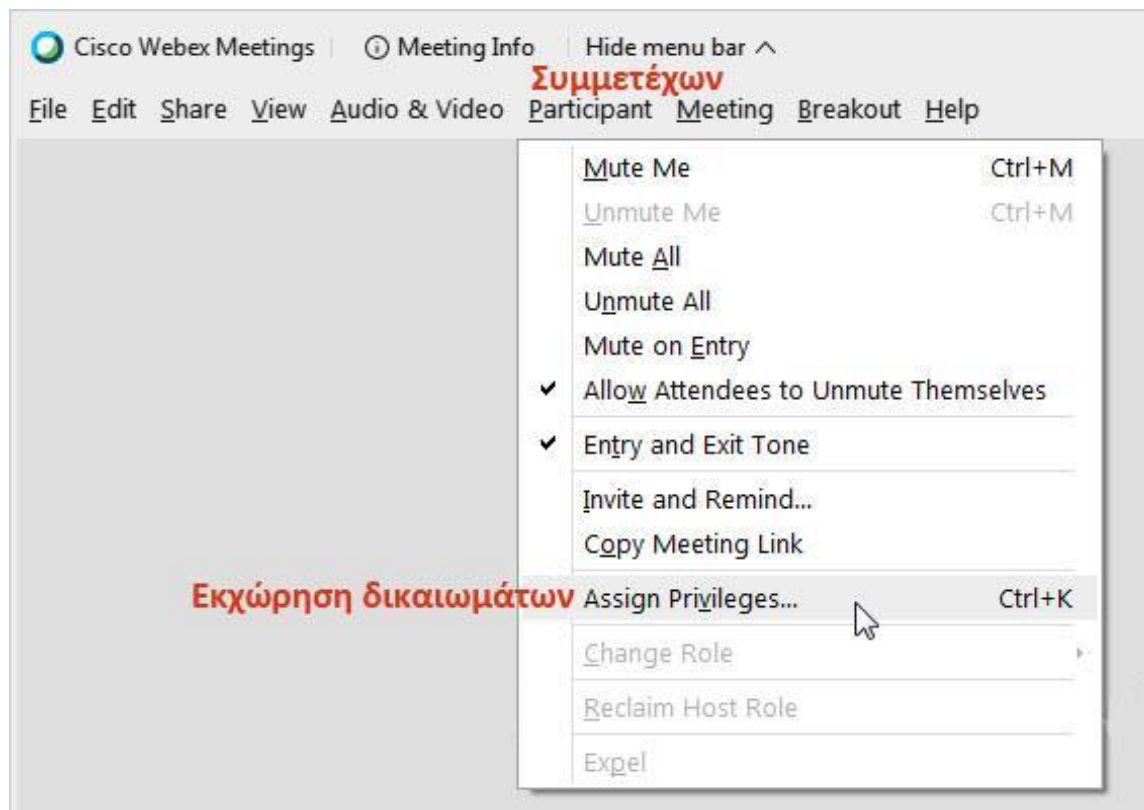 Cisco Webex Meetings Meeting Info Hide menu bar
Συμμετέχων
File Edit Share View Audio & Video Participant Meeting Breakout Help
Mute Me Ctrl+M
Unmute Me Ctrl+M
Mute All
Unmute All
Mute on Entry
Allow Attendees to Unmute Themselves
Entry and Exit Tone
Invite and Remind...
Copy Meeting Link
Εκχώρηση δικαιωμάτων Assign Privileges... Ctrl+K
Change Role
Reclaim Host Role
Expel